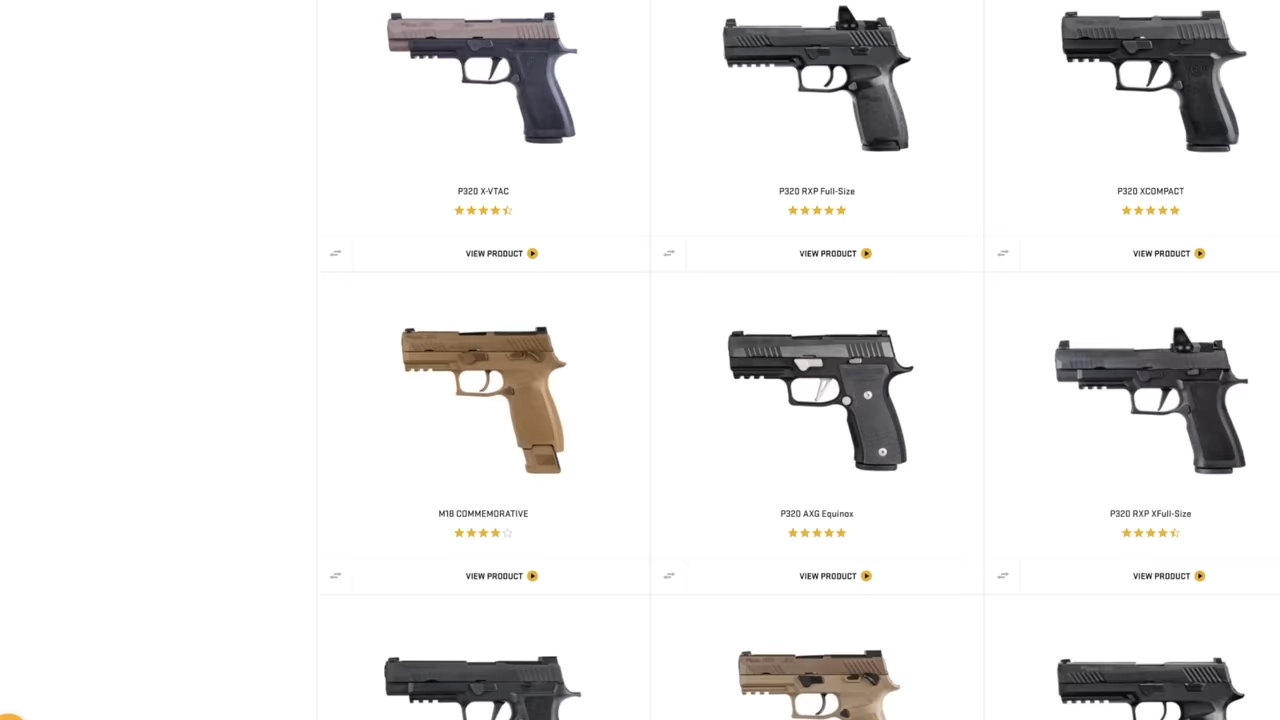 P320 X-VTAC
P320 RXP Full-Size
P320 XCOMPACT
VIEW PRODUCT
VIEW PRODUCT
VIEW PRODUCT
M18 COMMEMORATIVE
P320 AXG Equinox
P320 RXP XFull-Size
VIEW PRODUCT
VIEW PRODUCT
VIEW PRODUCT